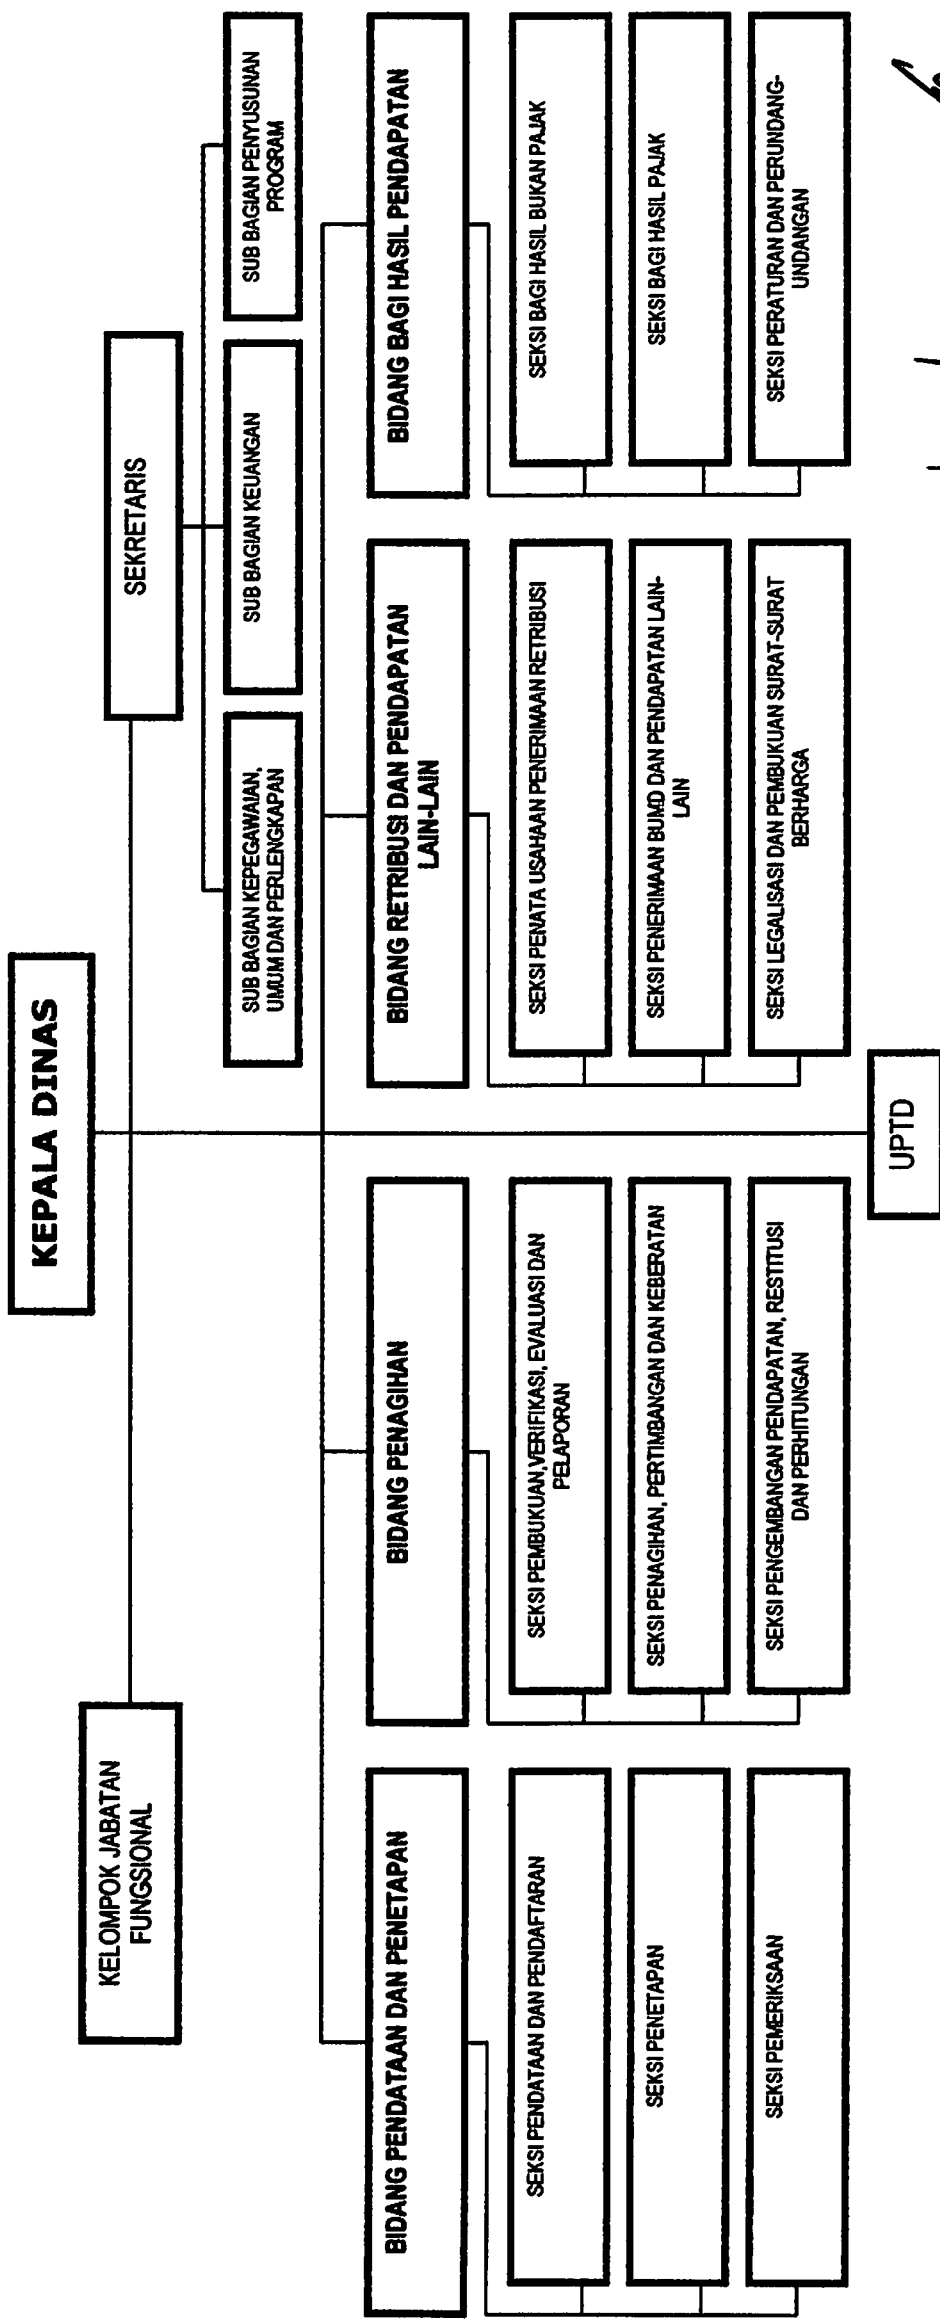 KEPALA DINAS
KELOMPOK JABATAN
FUNGSIONAL
SEKRETARIS
SUB BAGIAN KEPEGAWAIAN,
UMUM DAN PERLENGKAPAN
SUB BAGIAN KEUANGAN
SUB BAGIAN PENYUSUNAN
PROGRAM
BIDANG PENDATAAN DAN PENETAPAN
SEKSI PENDATAAN DAN PENDAFTARAN
SEKSI PENETAPAN
SEKSI PEMERIKSAAN
BIDANG PENAGIHAN
SEKSI PEMBUKUAN,VERIFIKASI, EVALUASI DAN
PELAPORAN
SEKSI PENAGIHAN, PERTIMBANGAN DAN KEBERATAN
SEKSI PENGEMBANGAN PENDAPATAN, RESTITUSI
DAN PERHITUNGAN
BIDANG RETRIBUSI DAN PENDAPATAN
LAIN-LAIN
SEKSI PENATA USAHAAN PENERIMAAN RETRIBUSI
SEKSI PENERIMAAN BUMD DAN PENDAPATAN LAIN-
LAIN
SEKSI LEGALISASI DAN PEMBUKUAN SURAT-SURAT
BERHARGA
BIDANG BAGI HASIL PENDAPATAN
SEKSI BAGI HASIL BUKAN PAJAK
SEKSI BAGI HASIL PAJAK
SEKSI PERATURAN DAN PERUNDANG-
UNDANGAN
UPTD